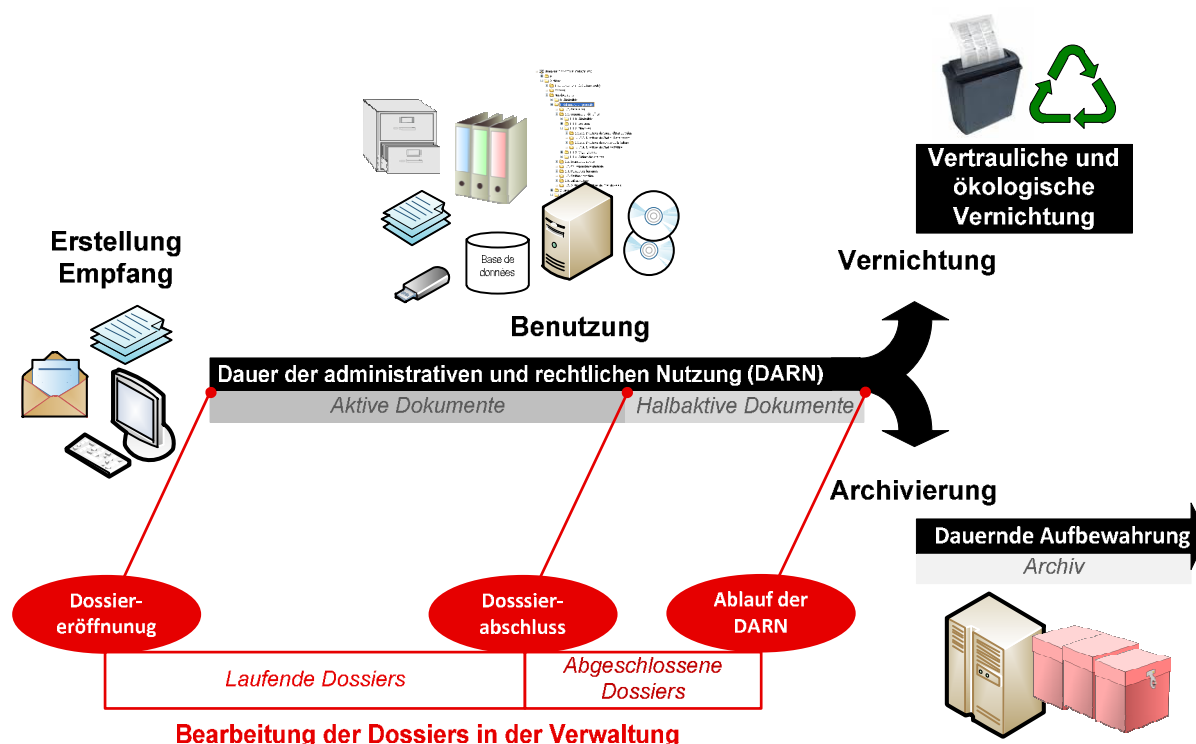 Vertrauliche und
ökologische
Vernichtung
Erstellung
Empfang
Base de
données
Vernichtung
Benutzung
Dauer der administrativen und rechtlichen Nutzung (DARN)
Aktive Dokumente
Halbaktive Dokumente
Archivierung
Dauernde Aufbewahrung
Archiv
Dossier-
eröffnunug
Dosssier-
abschluss
Ablauf der
DARN
Laufende Dossiers
Abgeschlossene
Dossiers
Bearbeitung der Dossiers in der Verwaltung